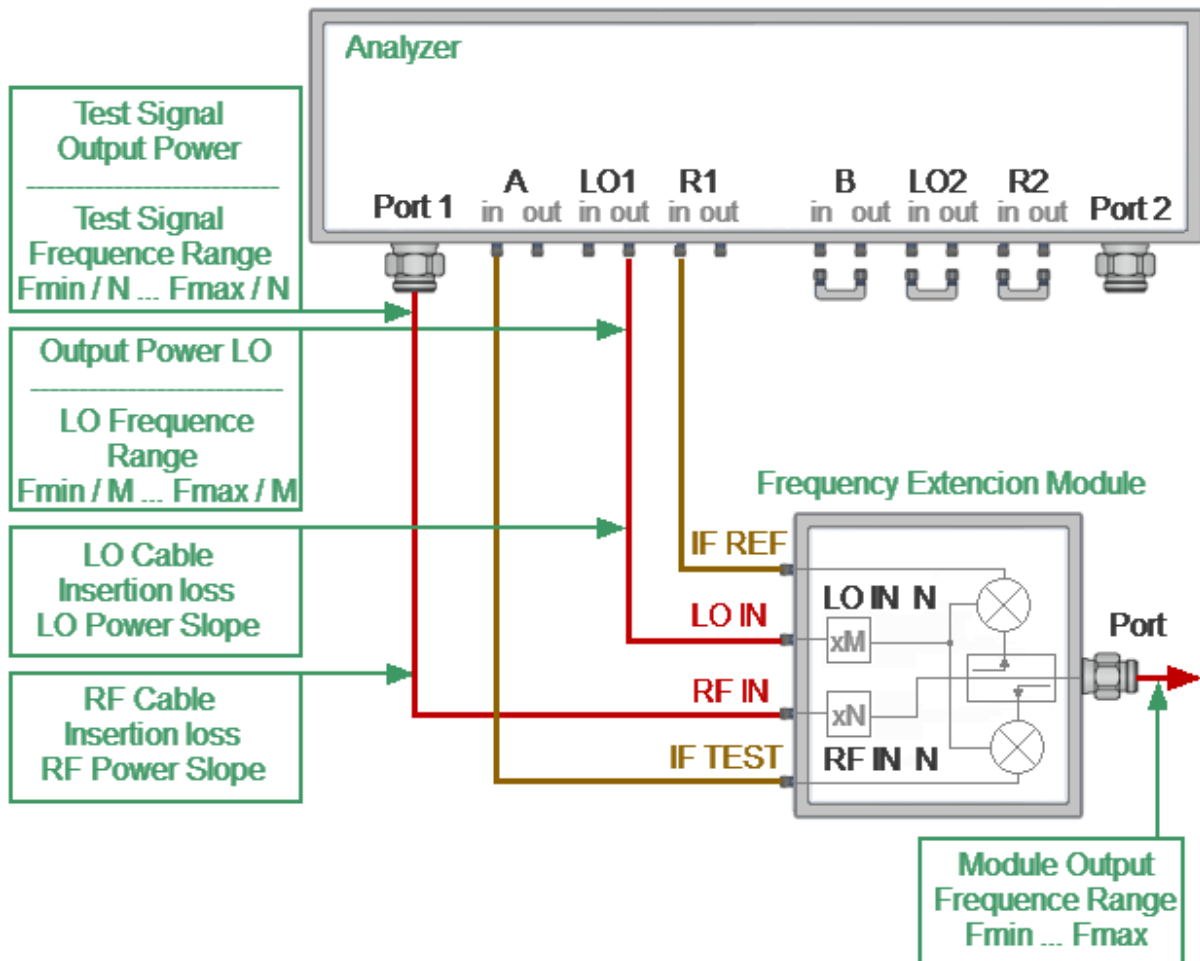 Analyzer
Test Signal
Output Power
Test Signal
Frequence Range
Fmin / N ... Fmax / N
Output Power LO
LO Frequence
Range
Fmin / M ... Fmax / M
LO Cable
Insertion loss
LO Power Slope
RF Cable
Insertion loss
RF Power Slope
Port 1
A
in out
LO1
in out
R1
in out
B
in out
LO2
in out
R2
in out
Port 2
Frequency Extencion Module
IF REF
LO IN
RF IN
IF TEST
LO IN N
xM
xN
RF IN N
Port
Module Output
Frequence Range
Fmin ... Fmax